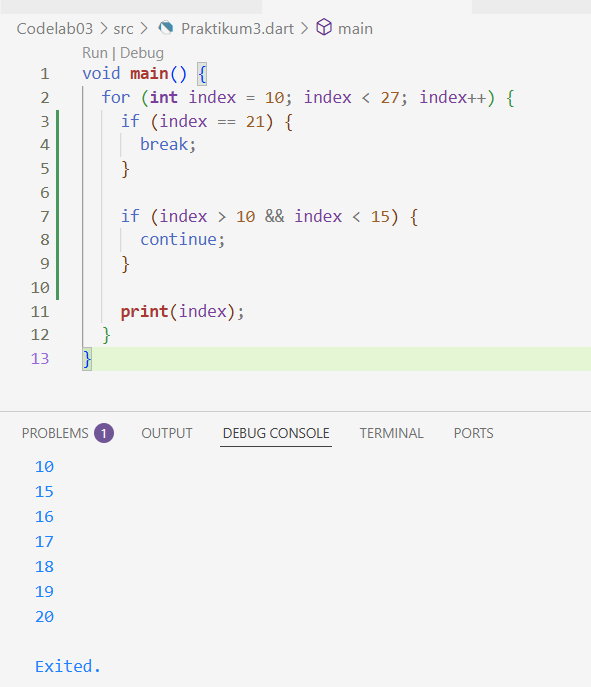 Codelab03 > src > Praktikum3.dart > main
Run | Debug
1 void main() {
2 for (int index = 10; index < 27; index++) {
3 if (index == 21) {
4 break;
5 }
6
7 if (index > 10 && index < 15) {
8 continue;
9 }
10
11 print(index);
12 }
13 }
PROBLEMS 1 OUTPUT DEBUG CONSOLE TERMINAL PORTS
10
15
16
17
18
19
20
Exited.